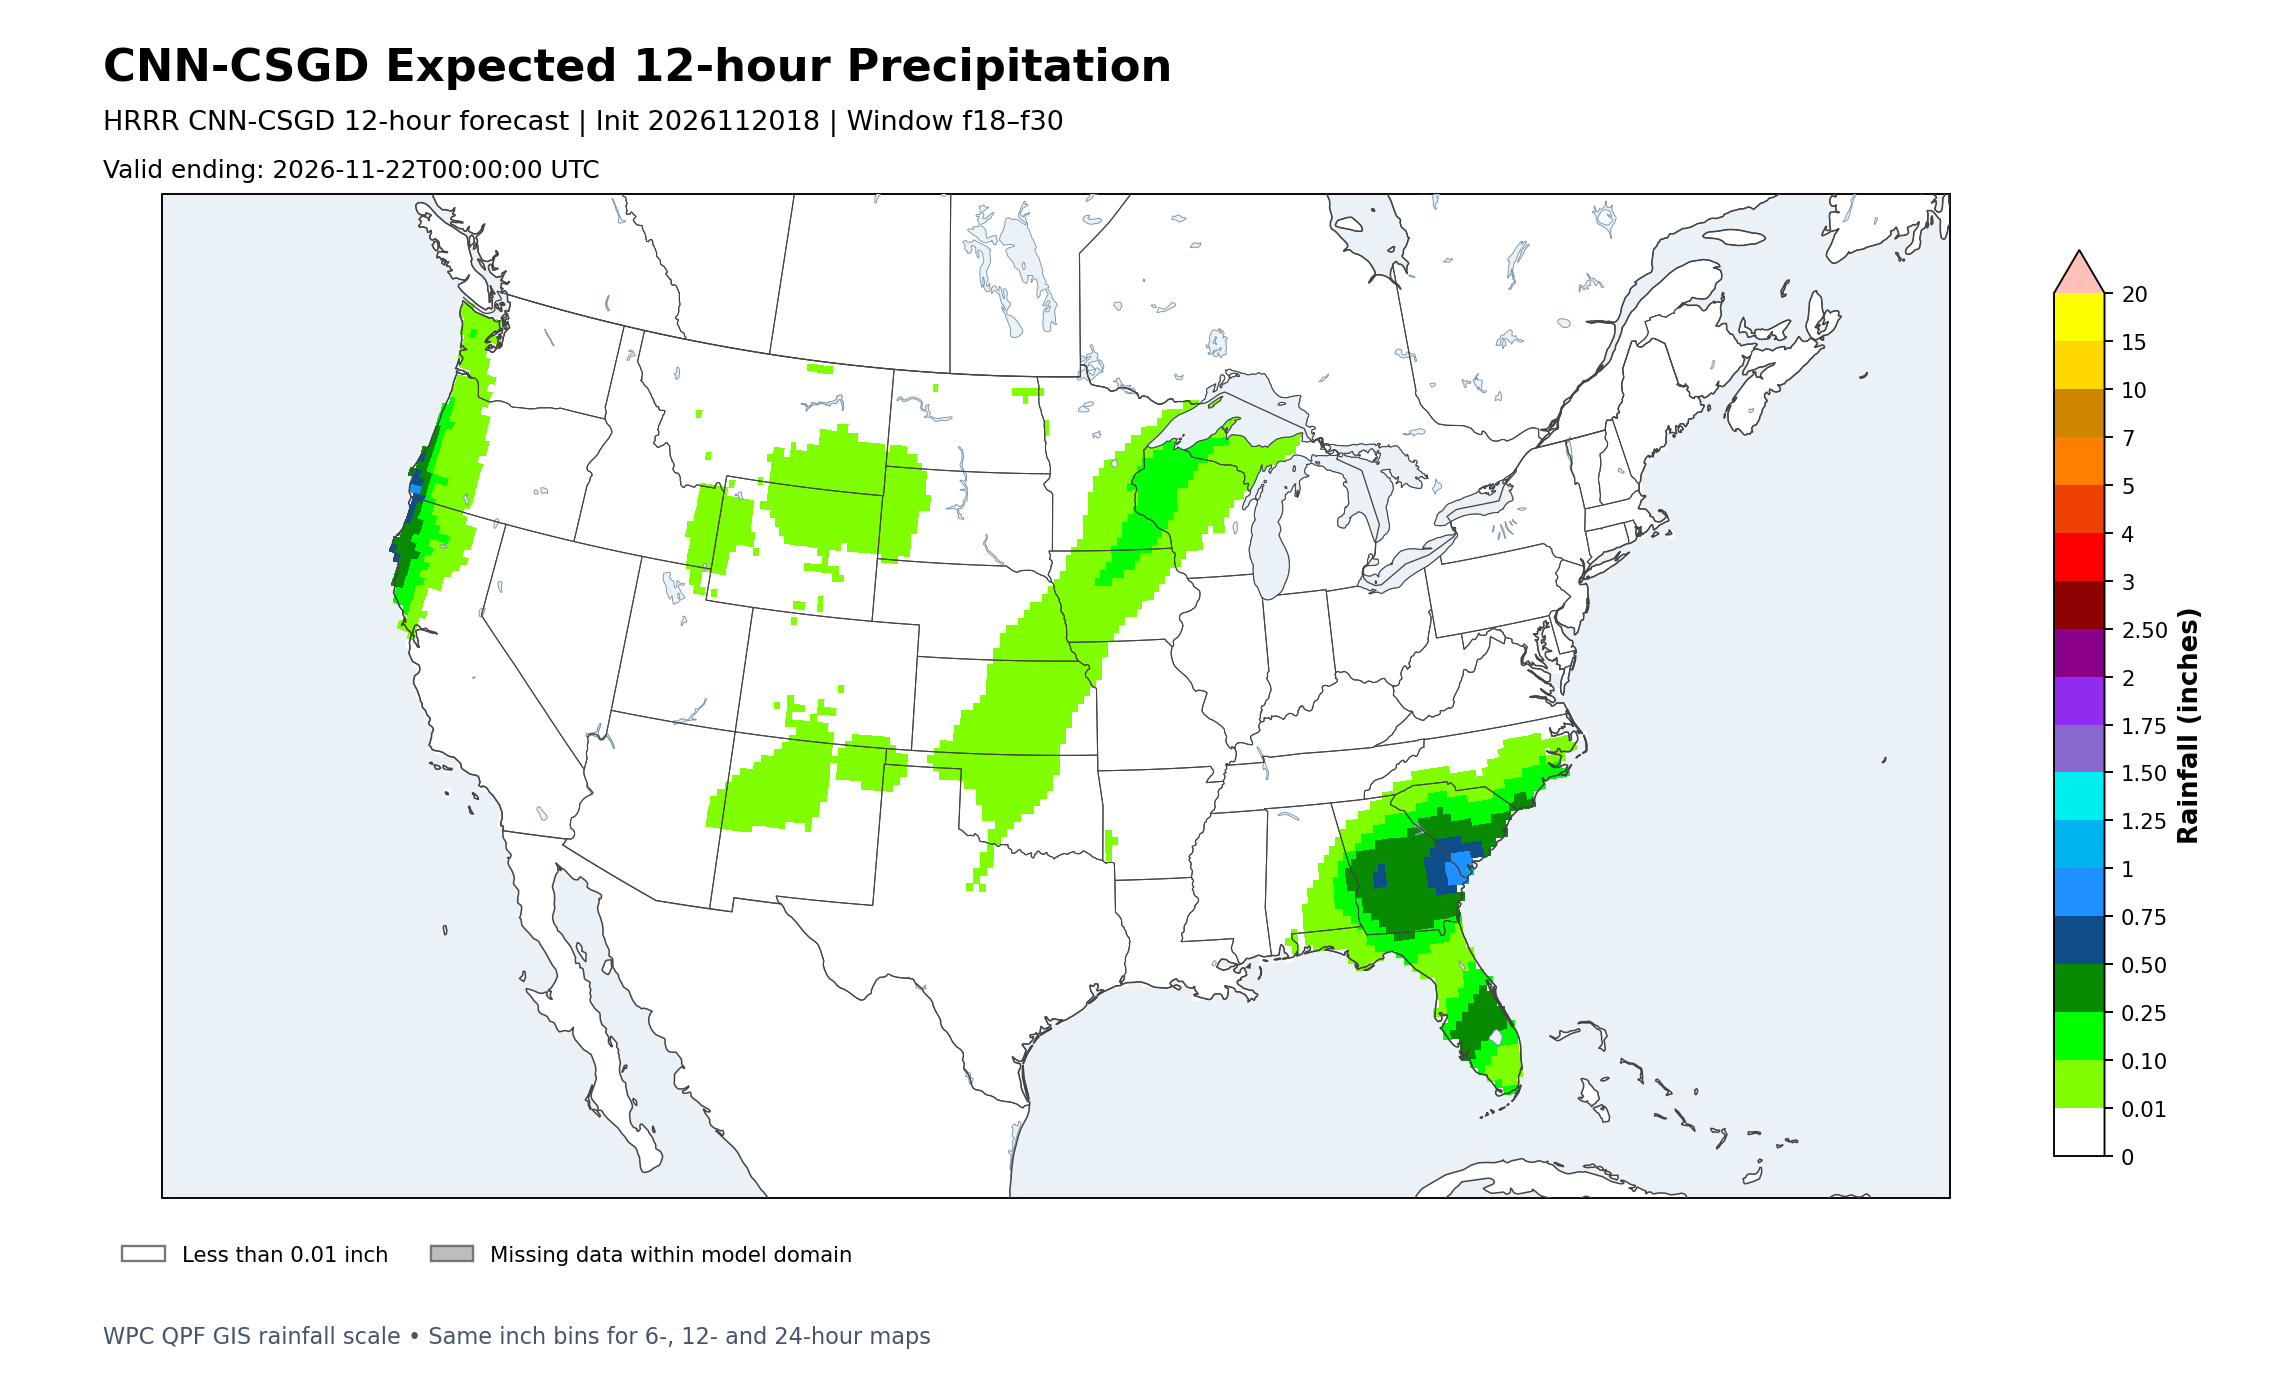 CNN-CSGD Expected 12-hour Precipitation
HRRR CNN-CSGD 12-hour forecast | Init 2026112018 | Window f18–f30
Valid ending: 2026-11-22T00:00:00 UTC
20
15
10
7
5
4
3
2.50
2
1.75
1.50
1.25
1
0.75
0.50
0.25
0.10
0.01
0
Rainfall (inches)
Less than 0.01 inch
Missing data within model domain
WPC QPF GIS rainfall scale • Same inch bins for 6-, 12- and 24-hour maps